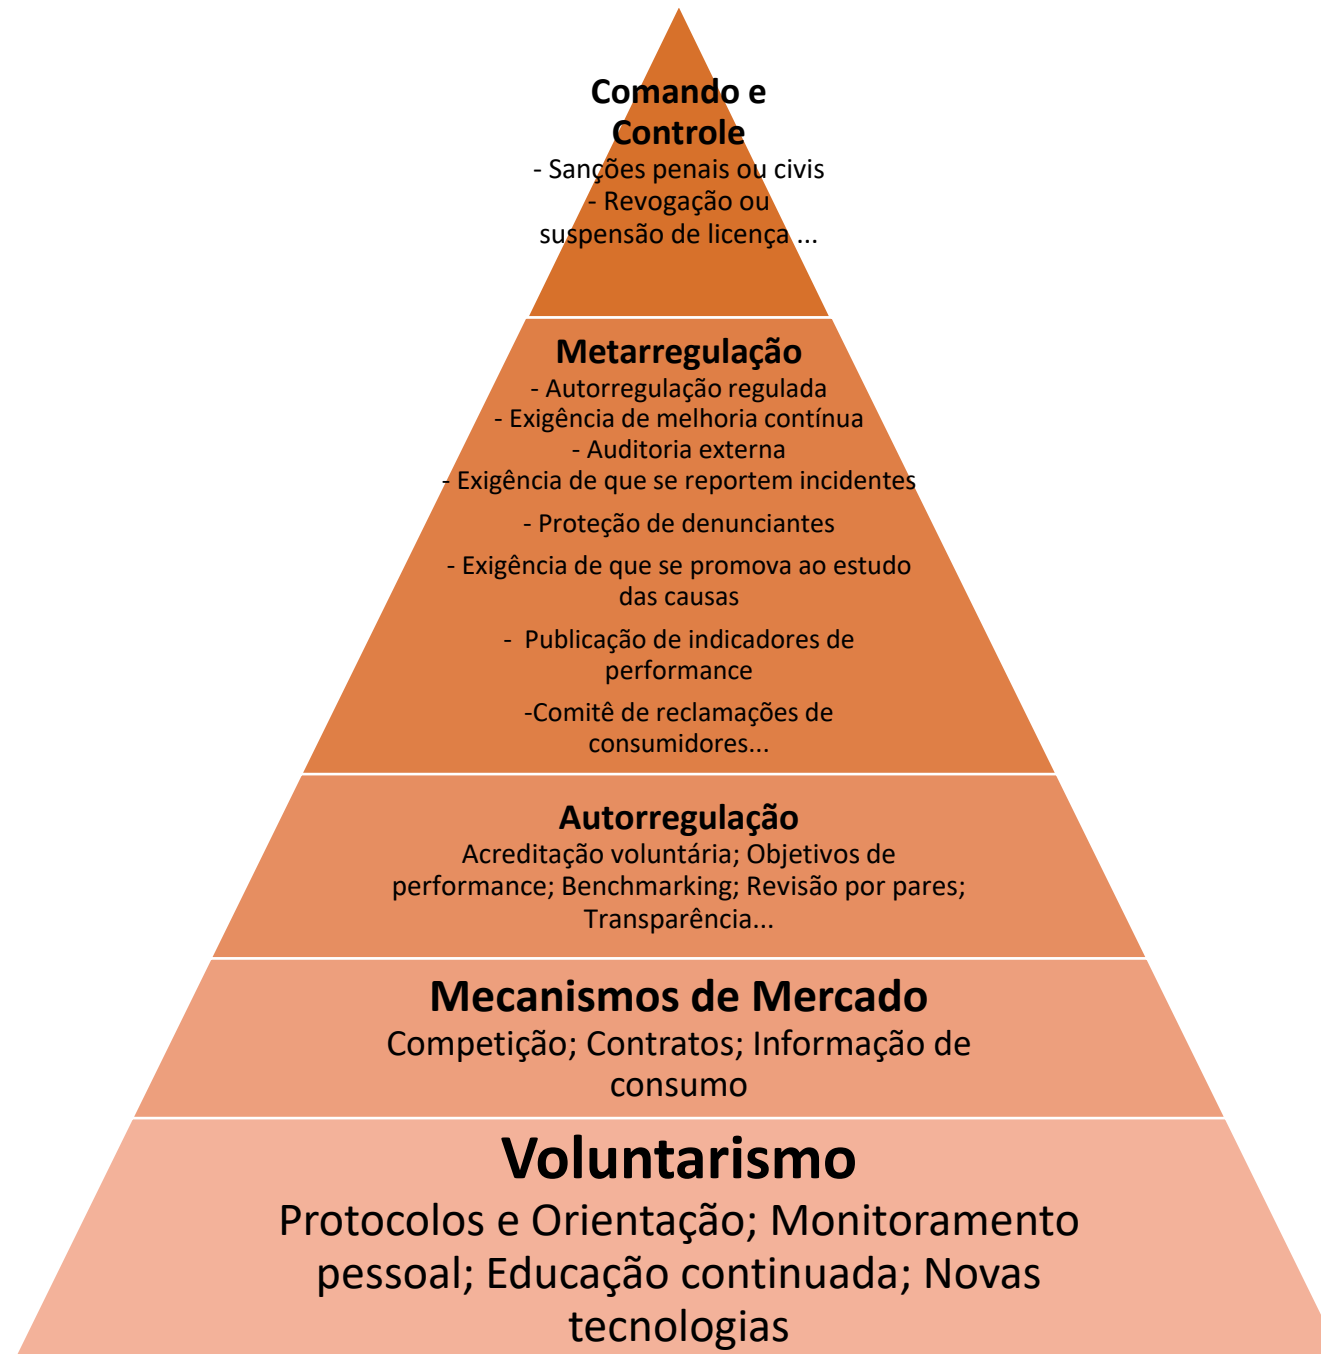 Comando e
Controle
- Sanções penais ou civis
- Revogação ou
suspensão de licença ...
Metarregulação
- Autorregulação regulada
- Exigência de melhoria contínua
- Auditoria externa
- Exigência de que se reportem incidentes
- Proteção de denunciantes
- Exigência de que se promova ao estudo
das causas
- Publicação de indicadores de
performance
-Comitê de reclamações de
consumidores...
Autorregulação
Acreditação voluntária; Objetivos de
performance; Benchmarking; Revisão por pares;
Transparência...
Mecanismos de Mercado
Competição; Contratos; Informação de
consumo
Voluntarismo
Protocolos e Orientação; Monitoramento
pessoal; Educação continuada; Novas
tecnologias